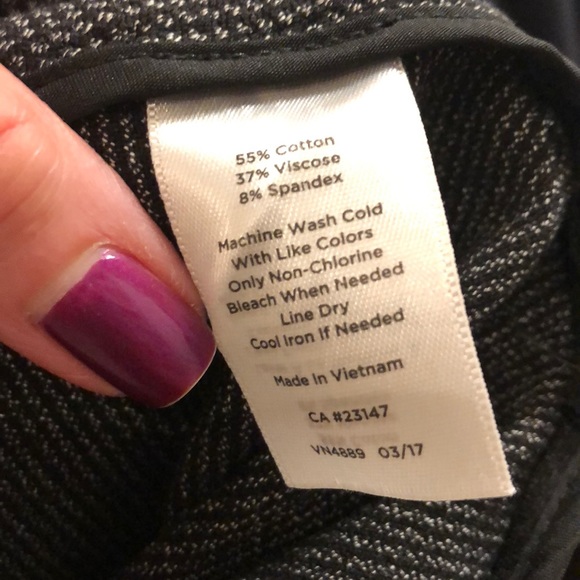 55% Cotton
37% Viscose
8% Spandex
Machine Wash Cold
With Like Colors
Only Non-Chlorine
Bleach When Needed
Line Dry
Cool Iron If Needed
Made In Vietnam
CA #23147
VN4889 03/17